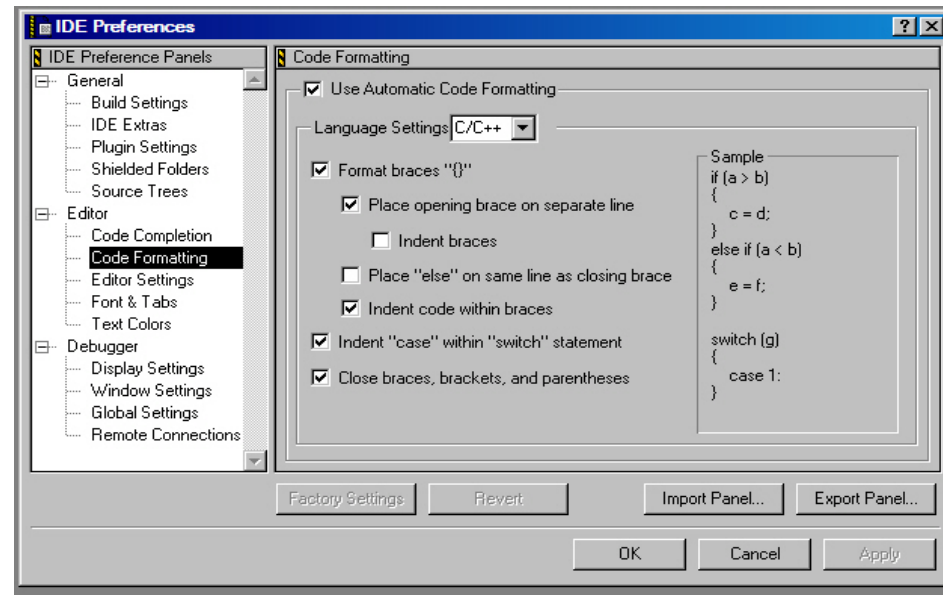 IDE Preferences
IDE Preference Panels
General
Build Settings
IDE Extras
Plugin Settings
Shielded Folders
Source Trees
Editor
Code Completion
Code Formatting
Editor Settings
Font & Tabs
Text Colors
Debugger
Display Settings
Window Settings
Global Settings
Remote Connections
Code Formatting
Use Automatic Code Formatting
Language Settings C/C++
Format braces "{}"
Place opening brace on separate line
Indent braces
Place "else" on same line as closing brace
Indent code within braces
Indent "case" within "switch" statement
Close braces, brackets, and parentheses
Sample
if (a > b)
{
c = d;
}
else if (a < b)
{
e = f;
}
switch (g)
{
case 1:
}
Factory Settings
Revert
Import Panel...
Export Panel...
OK
Cancel
Apply